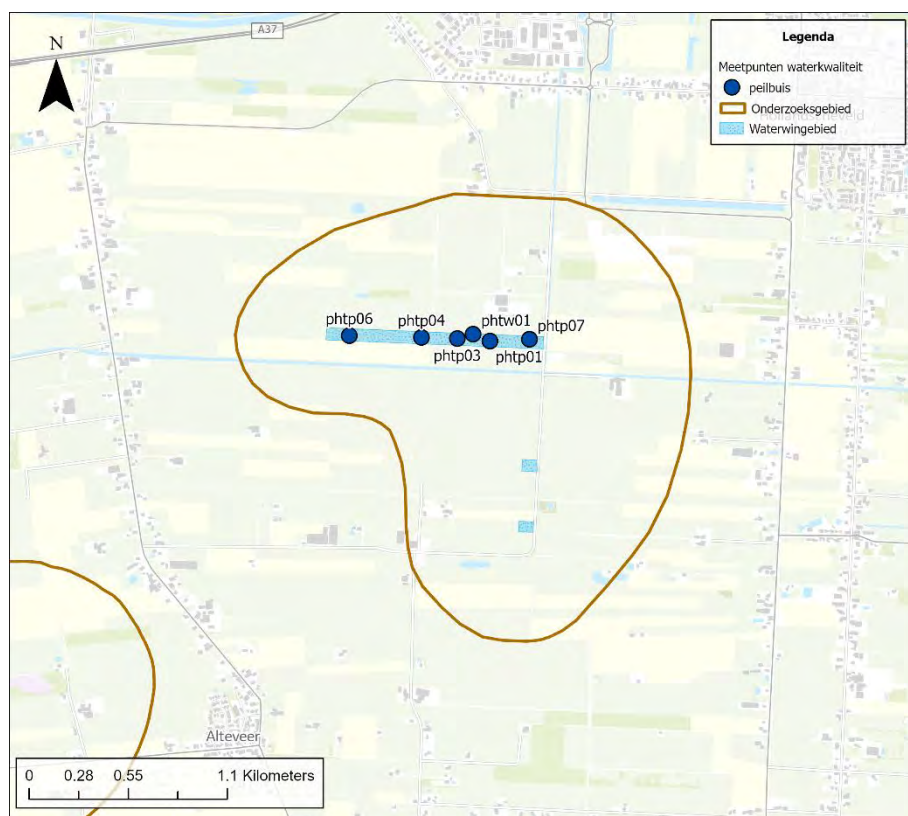 A37
N
Legenda
Meetpunten waterkwaliteit
peilbuis
Onderzoeksgebied
Waterwingebied
phtp06
phtp04
phtw01
phtp07
phtp03
phtp01
Alteveer
0 0.28 0.55 1.1 Kilometers